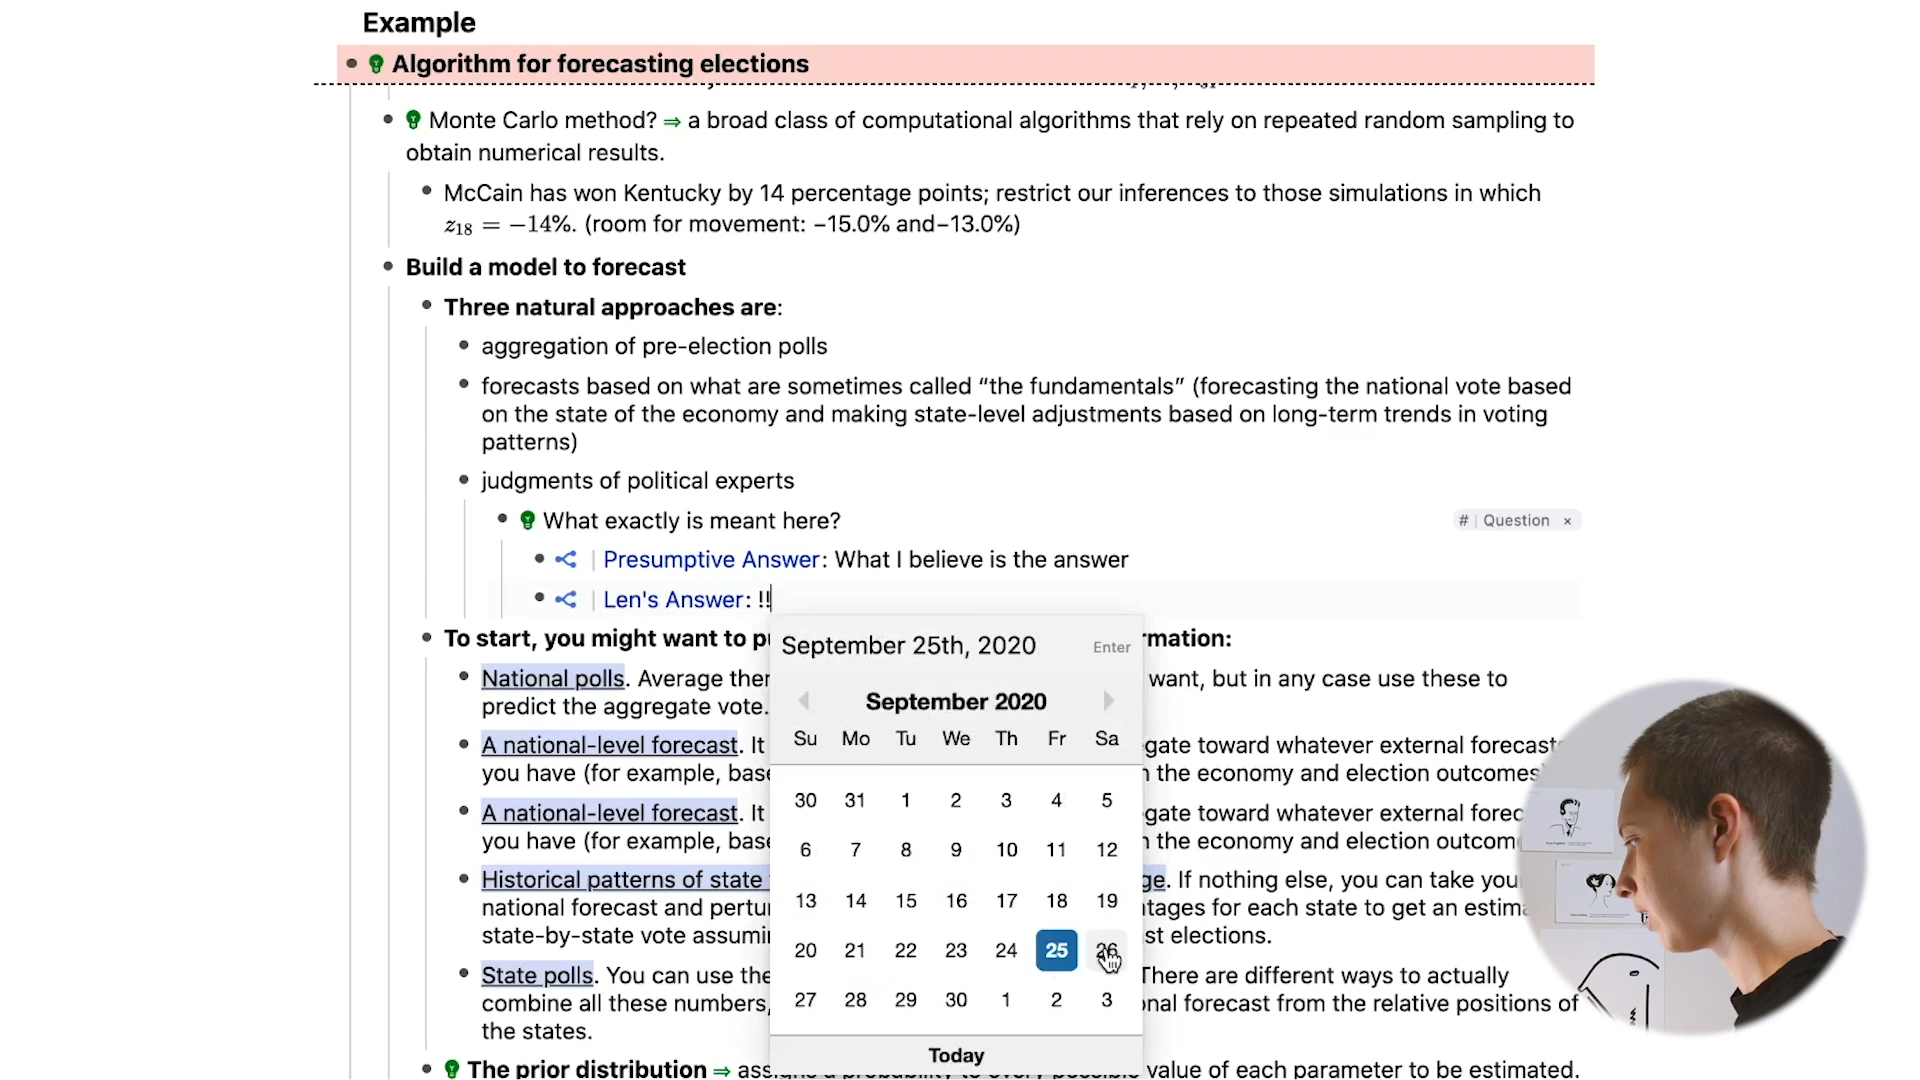 Example
Algorithm for forecasting elections
Monte Carlo method? ⇒ a broad class of computational algorithms that rely on repeated random sampling to
obtain numerical results.
McCain has won Kentucky by 14 percentage points; restrict our inferences to those simulations in which
z18 = −14%. (room for movement: −15.0% and−13.0%)
Build a model to forecast
Three natural approaches are:
aggregation of pre-election polls
forecasts based on what are sometimes called “the fundamentals” (forecasting the national vote based
on the state of the economy and making state-level adjustments based on long-term trends in voting
patterns)
judgments of political experts
What exactly is meant here? # | Question ×
Presumptive Answer: What I believe is the answer
Len's Answer: !!
To start, you might want to rmation:
September 25th, 2020 Enter
National polls. Average want, but in any case use these to
September 2020
predict the aggregate vote.
Su Mo Tu We Th Fr Sa
A national-level forecast. It gate toward whatever external forecasts
you have (for example, the economy and election outcomes
30 31 1 2 3 4 5
A national-level forecast. It gate toward whatever external
you have (for example, the economy and election
6 7 8 9 10 11 12
Historical patterns of state ge. If nothing else, you can take
13 14 15 16 17 18 19
national forecast and tages for each state to get an
state-by-state vote st elections.
20 21 22 23 24 25 26
State polls. You can use There are different ways to actually
27 28 29 30 1 2 3
combine all these numbers, nal forecast from the relative positions of
the states.
Today
The prior distribution ⇒ value of each parameter to be estimated.